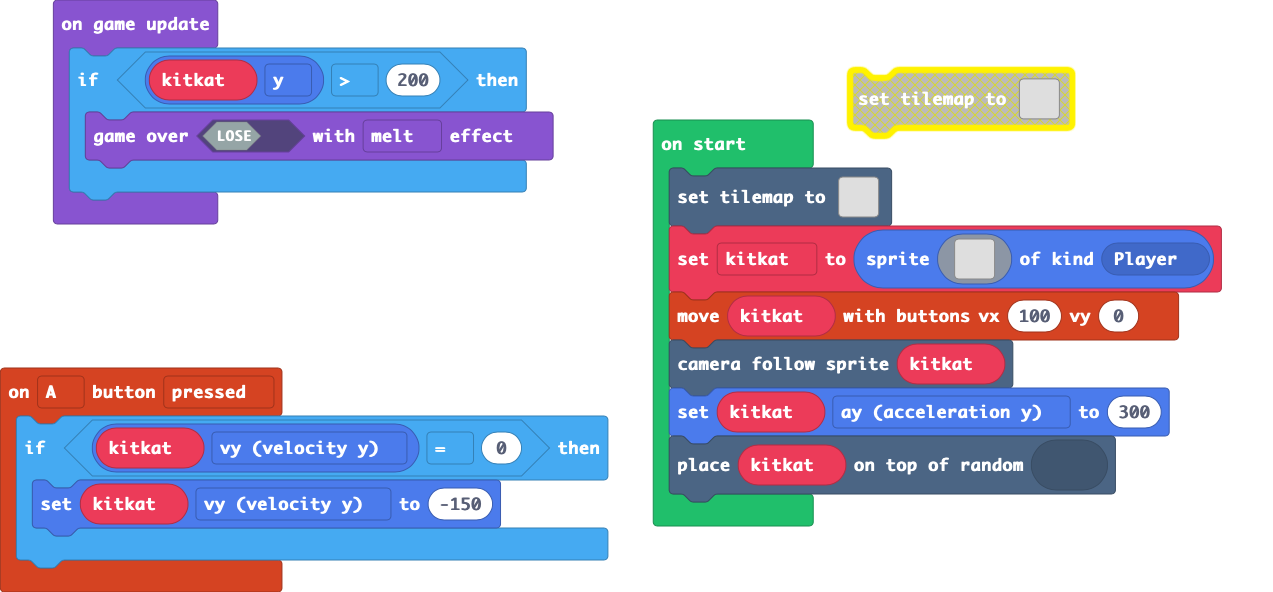 on game update
if kitkat y > 200 then
game over LOSE with melt effect
on A button pressed
if kitkat vy (velocity y) = 0 then
set kitkat vy (velocity y) to -150
set tilemap to
on start
set tilemap to
set kitkat to sprite of kind Player
move kitkat with buttons vx 100 vy 0
camera follow sprite kitkat
set kitkat ay (acceleration y) to 300
place kitkat on top of random